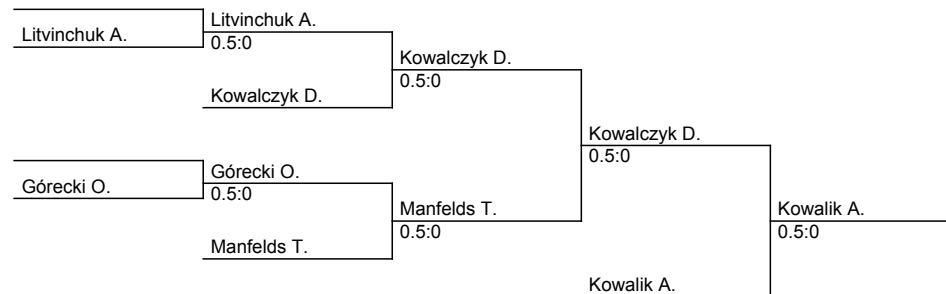 Litvinchuk A.
Litvinchuk A.
0.5:0
Kowalczyk D.
Kowalczyk D.
0.5:0
Kowalczyk D.
0.5:0
Górecki O.
Górecki O.
0.5:0
Manfelds T.
Manfelds T.
0.5:0
Kowalik A.
Kowalik A.
0.5:0